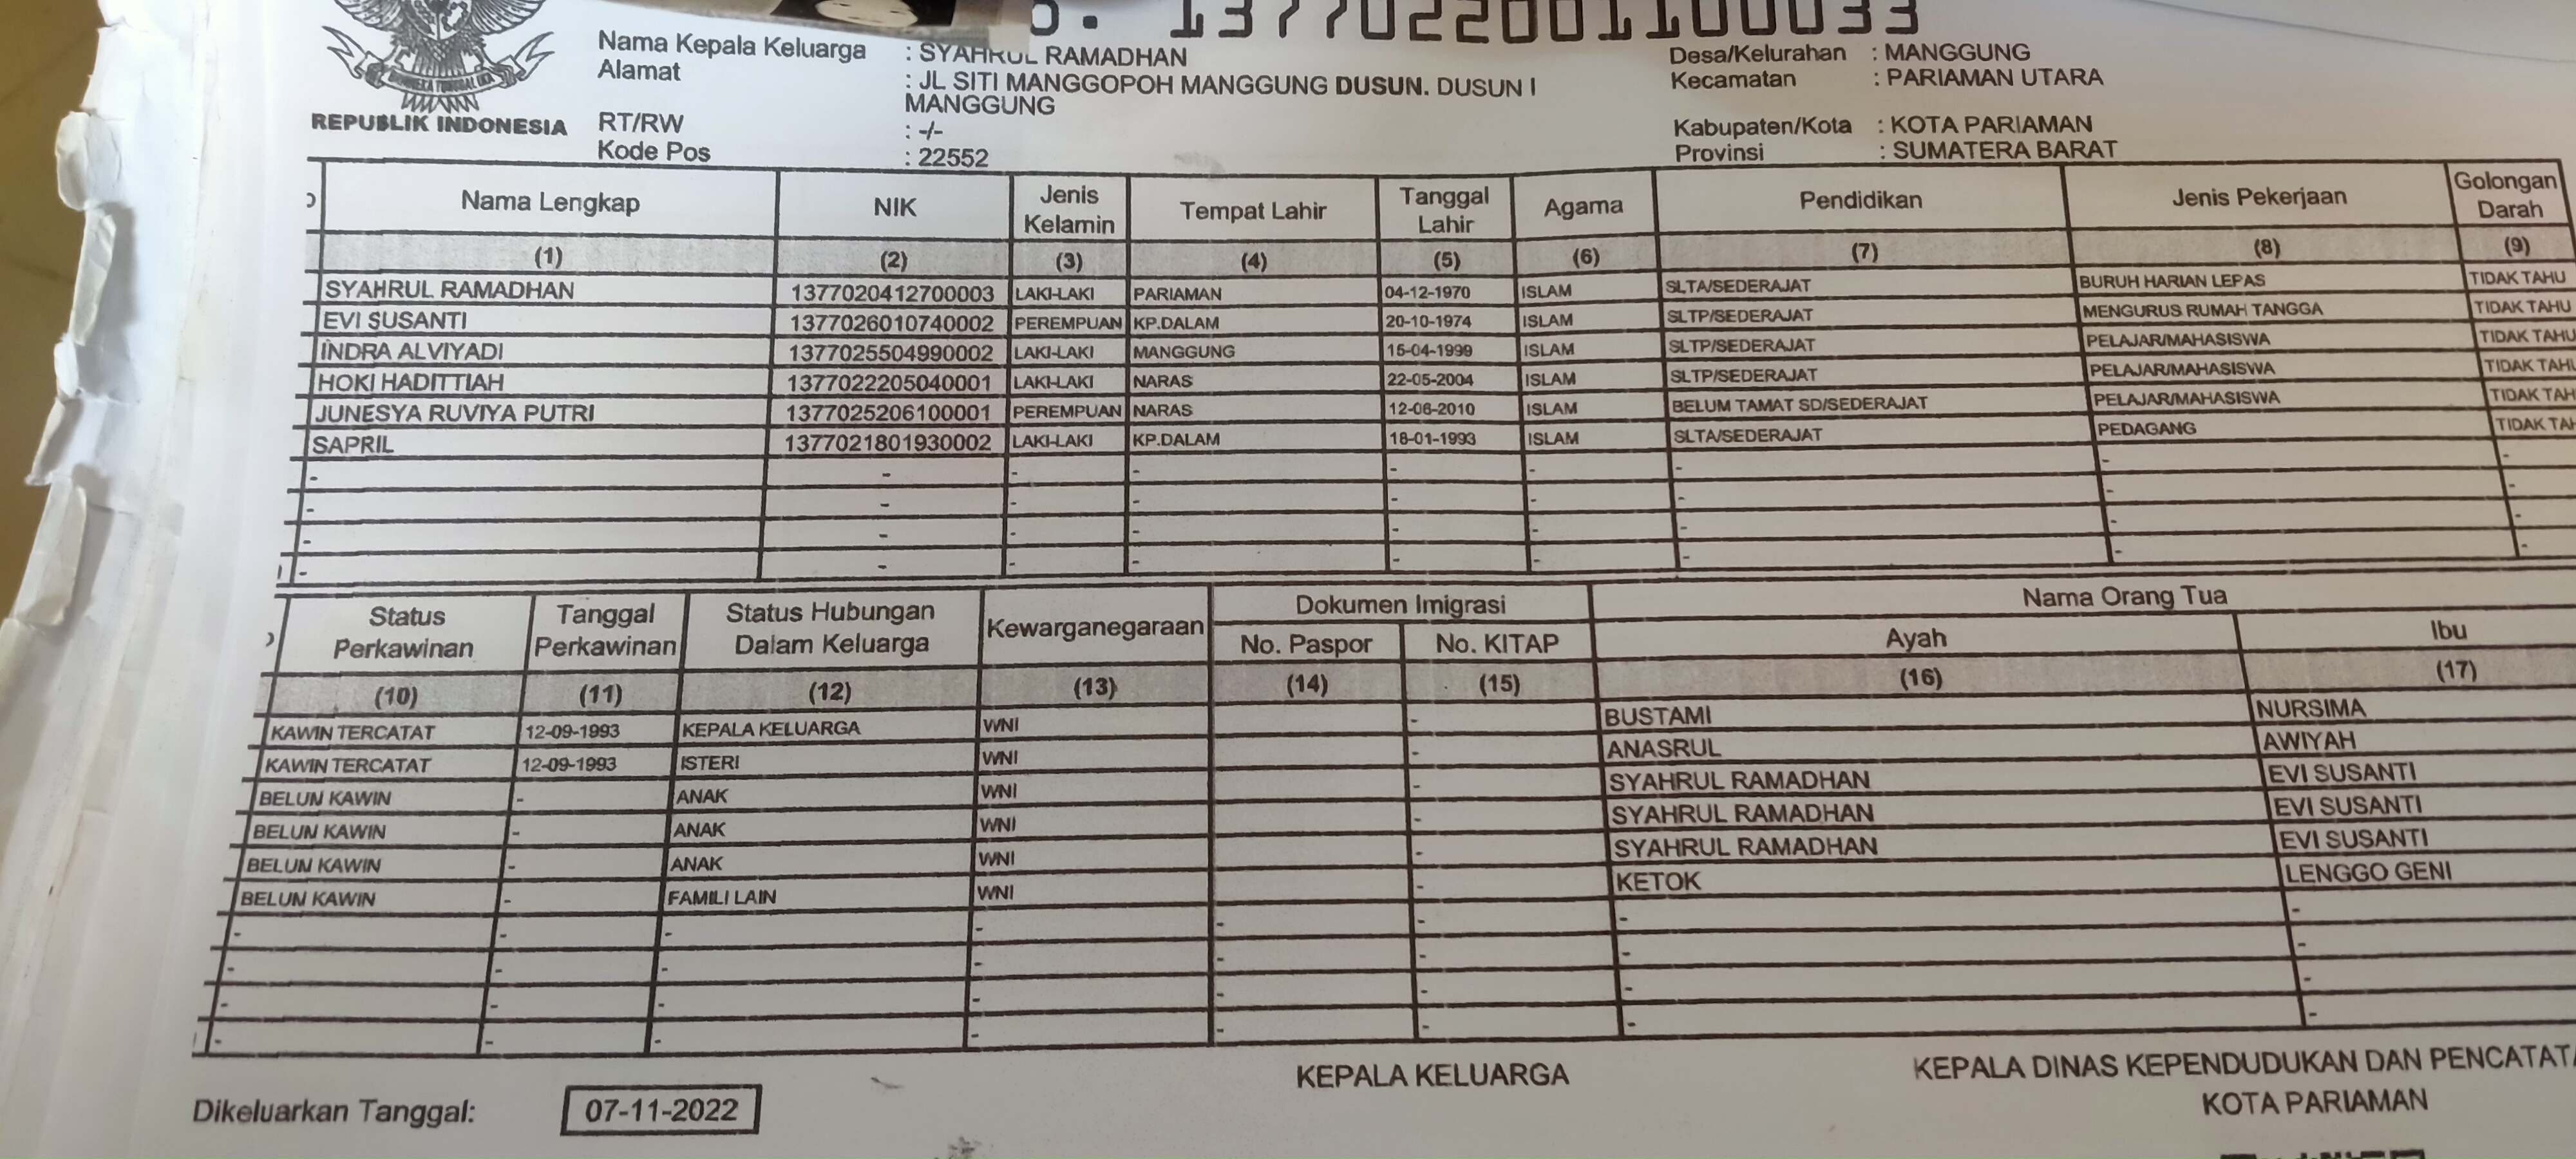 1377022001100033
Nama Kepala Keluarga : SYAHRUL RAMADHAN
Alamat : JL SITI MANGGOPOH MANGGUNG DUSUN. DUSUN I
MANGGUNG
RT/RW : -/-
Kode Pos : 22552
Desa/Kelurahan : MANGGUNG
Kecamatan : PARIAMAN UTARA
Kabupaten/Kota : KOTA PARIAMAN
Provinsi : SUMATERA BARAT
BHINNEKA TUNGGAL IKA
REPUBLIK INDONESIA
Nama Lengkap NIK Jenis Kelamin Tempat Lahir Tanggal Lahir Agama Pendidikan Jenis Pekerjaan Golongan Darah
(1) (2) (3) (4) (5) (6) (7) (8) (9)
SYAHRUL RAMADHAN 1377020412700003 LAKI-LAKI PARIAMAN 04-12-1970 ISLAM SLTA/SEDERAJAT BURUH HARIAN LEPAS TIDAK TAHU
EVI SUSANTI 1377026010740002 PEREMPUAN KP.DALAM 20-10-1974 ISLAM SLTP/SEDERAJAT MENGURUS RUMAH TANGGA TIDAK TAHU
INDRA ALVIYADI 1377025504990002 LAKI-LAKI MANGGUNG 15-04-1999 ISLAM SLTP/SEDERAJAT PELAJAR/MAHASISWA TIDAK TAHU
HOKI HADITTIAH 1377022205040001 LAKI-LAKI NARAS 22-05-2004 ISLAM SLTP/SEDERAJAT PELAJAR/MAHASISWA TIDAK TAHU
JUNESYA RUVIYA PUTRI 1377025206100001 PEREMPUAN NARAS 12-06-2010 ISLAM BELUM TAMAT SD/SEDERAJAT PELAJAR/MAHASISWA TIDAK TAH
SAPRIL 1377021801930002 LAKI-LAKI KP.DALAM 18-01-1993 ISLAM SLTA/SEDERAJAT PEDAGANG TIDAK TAH
- - - - - - - - -
- - - - - - - - -
- - - - - - - - -
- - - - - - - - -
Status Perkawinan Tanggal Perkawinan Status Hubungan Dalam Keluarga Kewarganegaraan Dokumen Imigrasi Nama Orang Tua
No. Paspor No. KITAP Ayah Ibu
(10) (11) (12) (13) (14) (15) (16) (17)
KAWIN TERCATAT 12-09-1993 KEPALA KELUARGA WNI - BUSTAMI NURSIMA
KAWIN TERCATAT 12-09-1993 ISTERI WNI - ANASRUL AWIYAH
BELUM KAWIN - ANAK WNI - SYAHRUL RAMADHAN EVI SUSANTI
BELUM KAWIN - ANAK WNI - SYAHRUL RAMADHAN EVI SUSANTI
BELUM KAWIN - ANAK WNI - SYAHRUL RAMADHAN EVI SUSANTI
BELUM KAWIN - FAMILI LAIN WNI - KETOK LENGGO GENI
- - - - - - - -
- - - - - - - -
- - - - - - - -
- - - - - - - -
Dikeluarkan Tanggal: 07-11-2022
KEPALA KELUARGA
KEPALA DINAS KEPENDUDUKAN DAN PENCATATA
KOTA PARIAMAN